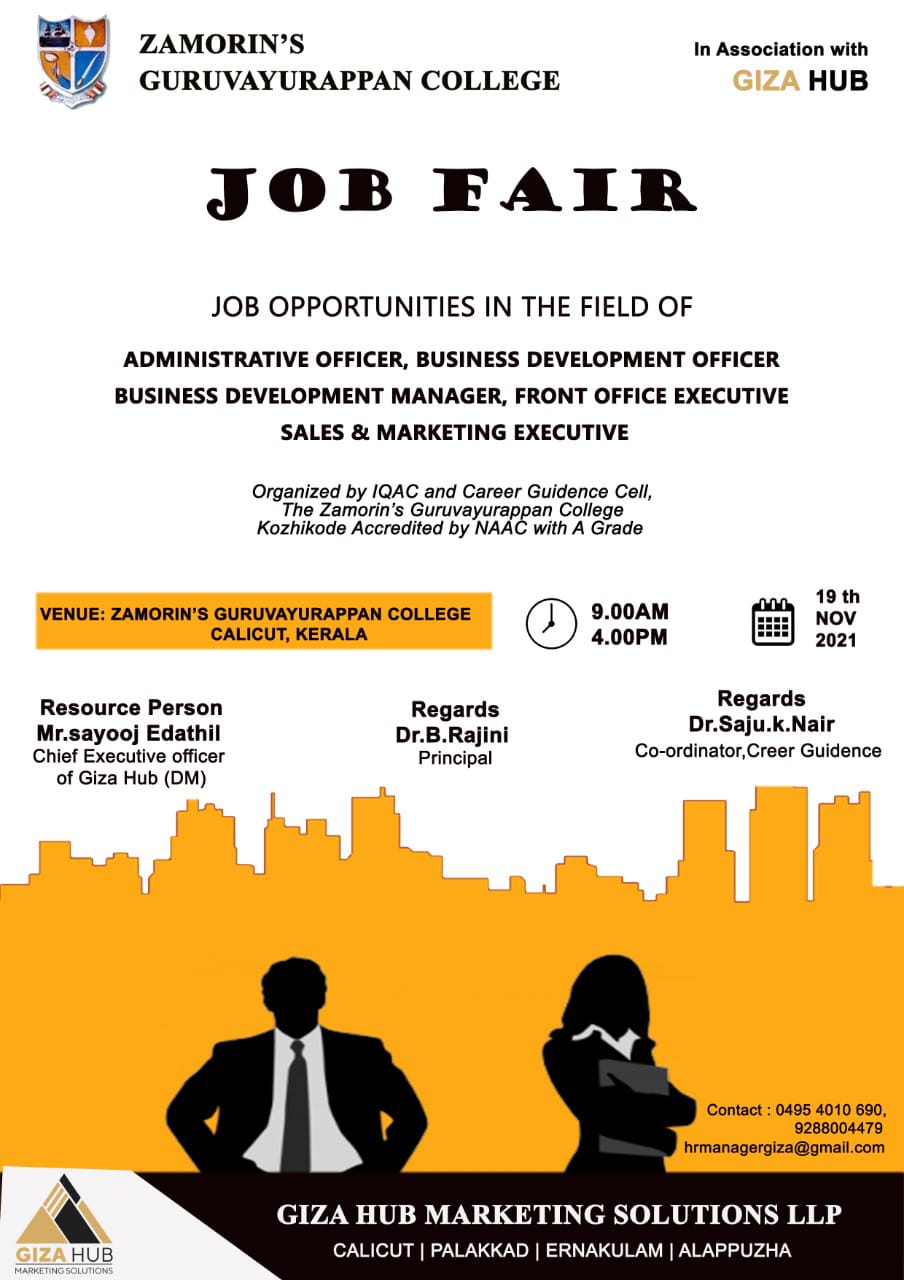 ZAMORIN'S
GURUVAYURAPPAN COLLEGE
In Association with
GIZA HUB
JOB FAIR
JOB OPPORTUNITIES IN THE FIELD OF
ADMINISTRATIVE OFFICER, BUSINESS DEVELOPMENT OFFICER
BUSINESS DEVELOPMENT MANAGER, FRONT OFFICE EXECUTIVE
SALES & MARKETING EXECUTIVE
Organized by IQAC and Career Guidence Cell,
The Zamorin's Guruvayurappan College
Kozhikode Accredited by NAAC with A Grade
VENUE: ZAMORIN'S GURUVAYURAPPAN COLLEGE
CALICUT, KERALA
9.00AM
4.00PM
19 th
NOV
2021
Resource Person
Mr.sayooj Edathil
Chief Executive officer
of Giza Hub (DM)
Regards
Dr.B.Rajini
Principal
Regards
Dr.Saju.k.Nair
Co-ordinator,Creer Guidence
Contact : 0495 4010 690,
9288004479
hrmanagergiza@gmail.com
GIZA HUB
MARKETING SOLUTIONS
GIZA HUB MARKETING SOLUTIONS LLP
CALICUT | PALAKKAD | ERNAKULAM | ALAPPUZHA